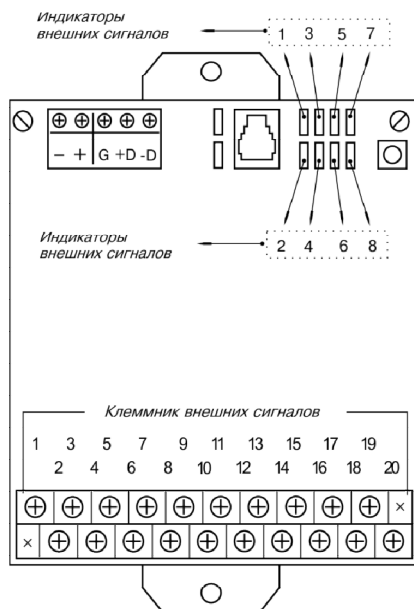 Индикаторы
внешних сигналов
1 3 5 7
− + G +D -D
Индикаторы
внешних сигналов
2 4 6 8
Клеммник внешних сигналов
1 3 5 7 9 11 13 15 17 19
2 4 6 8 10 12 14 16 18 20
×
×